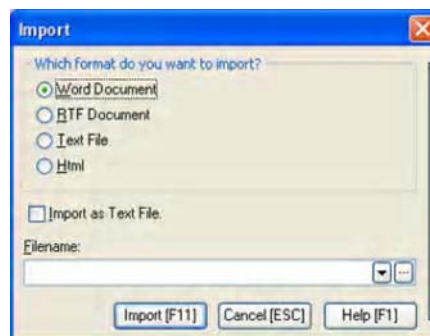 Import
Which format do you want to import?
Word Document
RTF Document
Text File
Html
Import as Text File.
Filename:
Import [F11] Cancel [ESC] Help [F1]